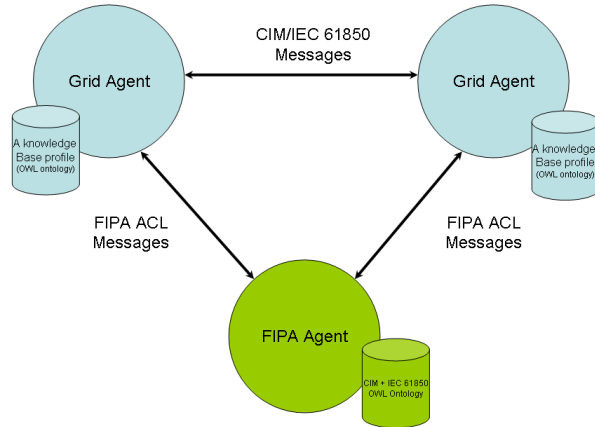 CIM/IEC 61850
Messages
Grid Agent
Grid Agent
A knowledge
Base profile
(OWL ontology)
A knowledge
Base profile
(OWL ontology)
FIPA ACL
Messages
FIPA ACL
Messages
FIPA Agent
CIM + IEC 61850
OWL Ontology